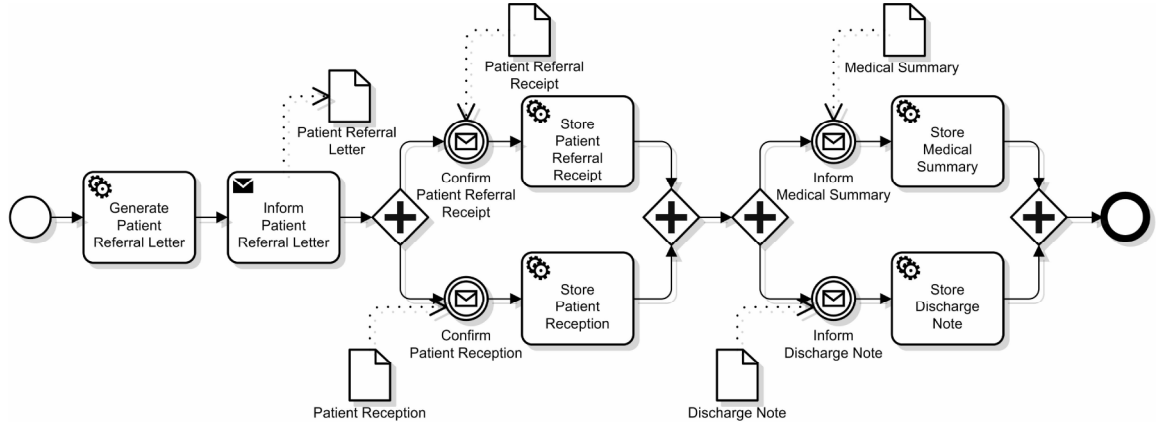 Patient Referral
Receipt
Medical Summary
Patient Referral
Letter
Generate
Patient
Referral Letter
Inform
Patient
Referral Letter
Confirm
Patient Referral
Receipt
Store
Patient
Referral
Receipt
Inform
Medical Summary
Store
Medical
Summary
Confirm
Patient Reception
Store
Patient
Reception
Inform
Discharge Note
Store
Discharge
Note
Patient Reception
Discharge Note